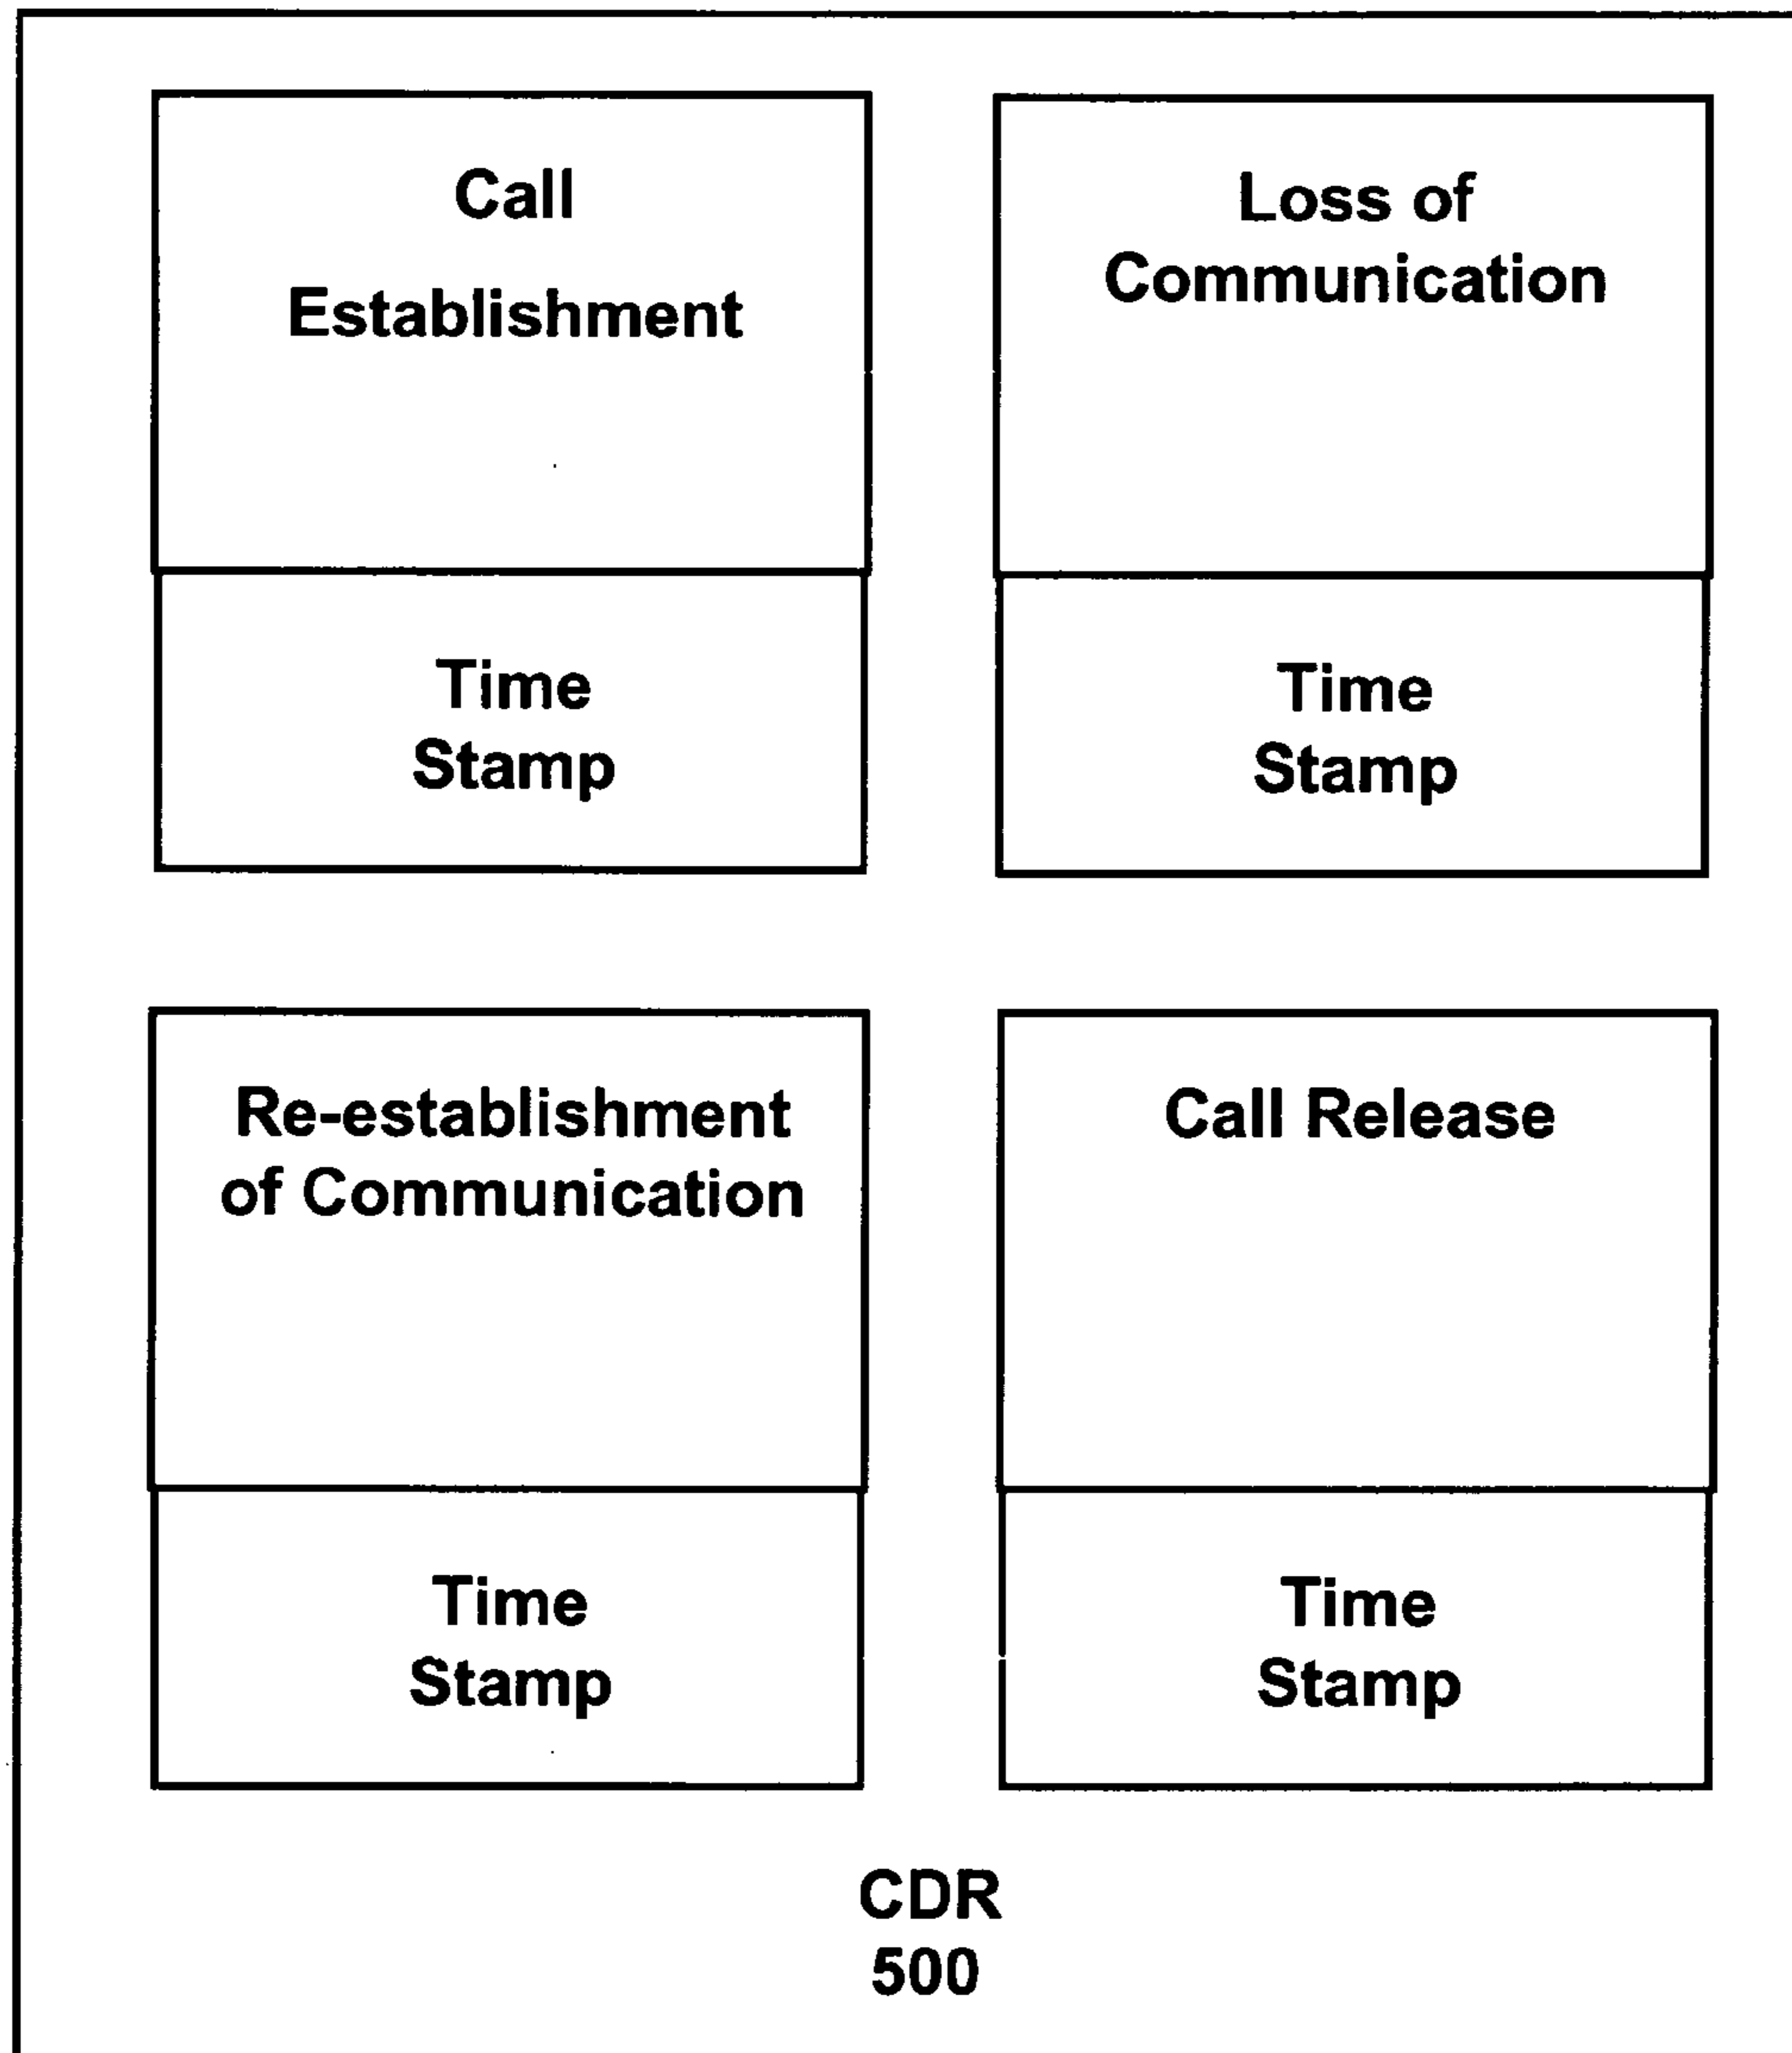 Call
Establishment
Time
Stamp
Loss of
Communication
Time
Stamp
Re-establishment
of Communication
Time
Stamp
Call Release
Time
Stamp
CDR
500